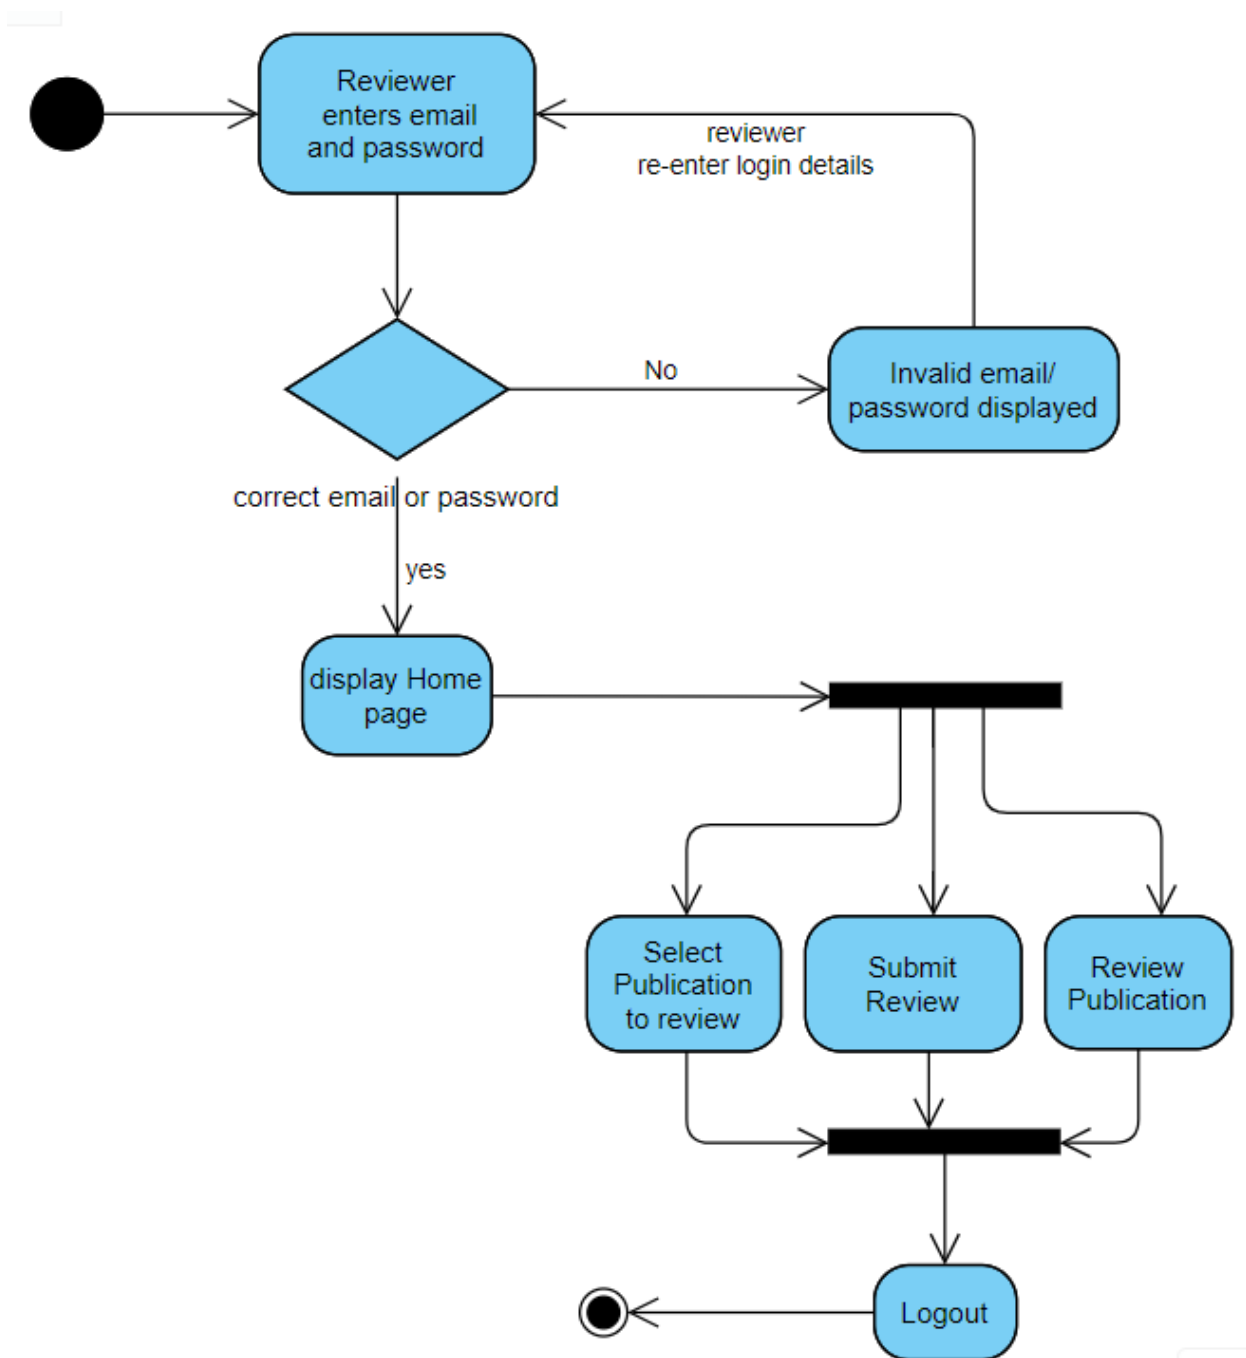 Reviewer
enters email
and password
reviewer
re-enter login details
No
Invalid email/
password displayed
correct email or password
yes
display Home
page
Select
Publication
to review
Submit
Review
Review
Publication
Logout